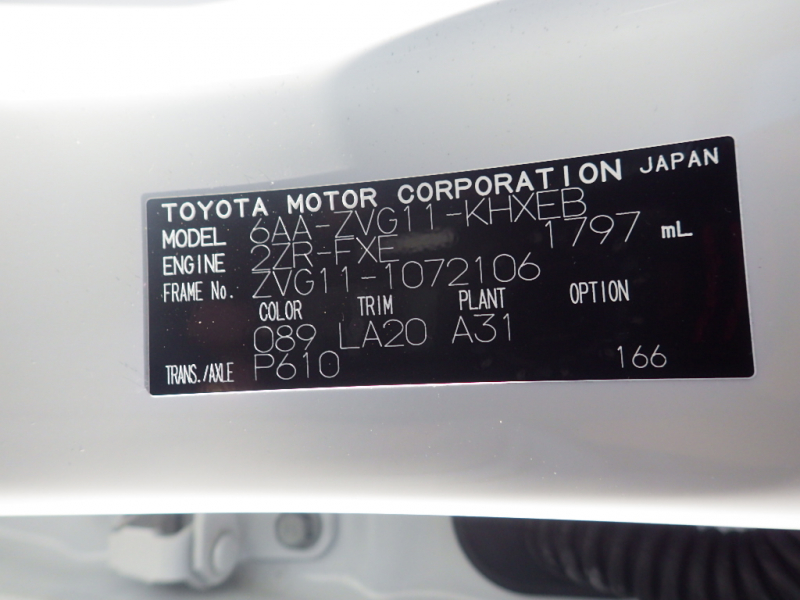 TOYOTA MOTOR CORPORATION JAPAN
MODEL 6AA-ZVG11-KHXEB
ENGINE 2ZR-FXE 1797 mL
FRAME No. ZVG11-1072106
COLOR TRIM PLANT OPTION
089 LA20 A31
TRANS./AXLE P610 166